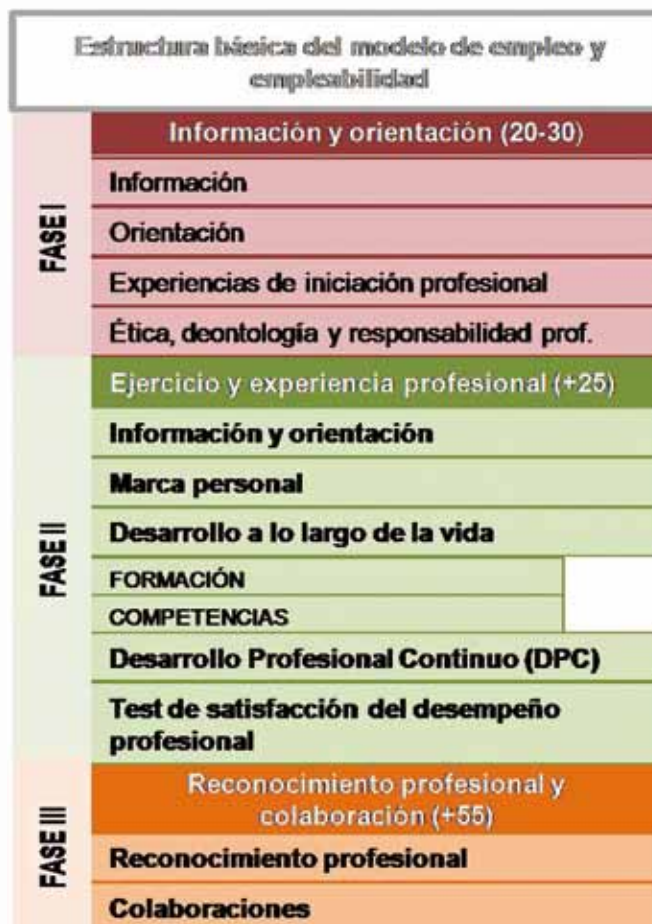 Estructura básica del modelo de empleo y
empleabilidad
FASE I
Información y orientación (20-30)
Información
Orientación
Experiencias de iniciación profesional
Ética, deontología y responsabilidad prof.
FASE II
Ejercicio y experiencia profesional (+25)
Información y orientación
Marca personal
Desarrollo a lo largo de la vida
FORMACIÓN
COMPETENCIAS
Desarrollo Profesional Continuo (DPC)
Test de satisfacción del desempeño
profesional
FASE III
Reconocimiento profesional y
colaboración (+55)
Reconocimiento profesional
Colaboraciones